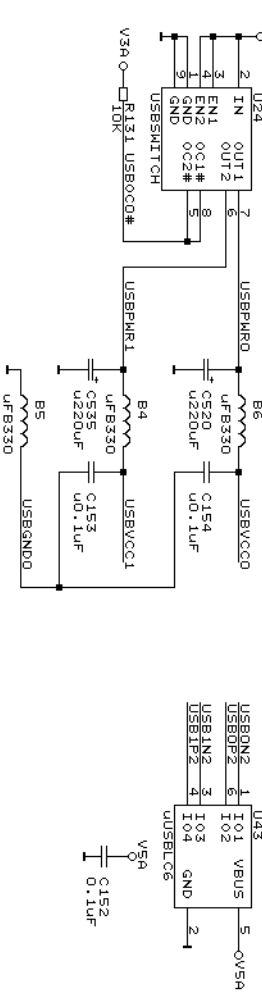 U24
2 IN OUT1 7
OUT2 6
3 EN1
4 EN2 OC1# 8
1 GND OC2# 5
9 GND
USBSWITCH
V3A
R131 USBOC0#
10K
USBPWR0
USBPWR1
B6
uFB330
C520
u220uF
C154
u0.1uF
USBVCC0
B4
uFB330
C535
u220uF
C153
u0.1uF
USBVCC1
B5
uFB330
USBGND0
U43
USB0N2 1 IO1 VBUS 5 V5A
USB0P2 6 IO2
USB1N2 3 IO3
USB1P2 4 IO4 GND 2
uUSBLC6
V5A
C152
0.1uF